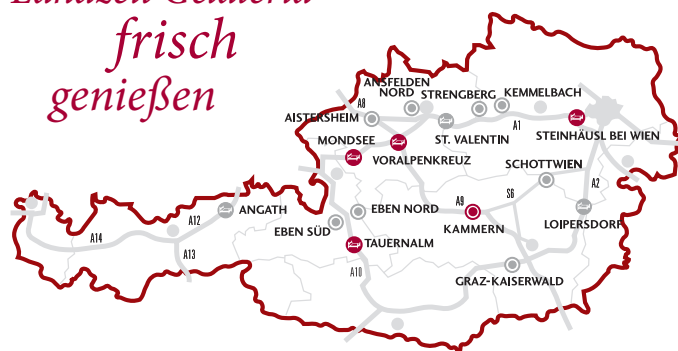 frisch
genießen
ANSFELDEN
NORD
STRENGBERG
KEMMELBACH
A8
AISTERSHEIM
A1
MONDSEE
VORALPENKREUZ
ST. VALENTIN
STEINHÄUSL BEI WIEN
SCHOTTWIEN
A2
S6
A9
ANGATH
A12
EBEN NORD
EBEN SÜD
KAMMERN
LOIPERSDORF
A14
A13
TAUERNALM
A10
GRAZ-KAISERWALD